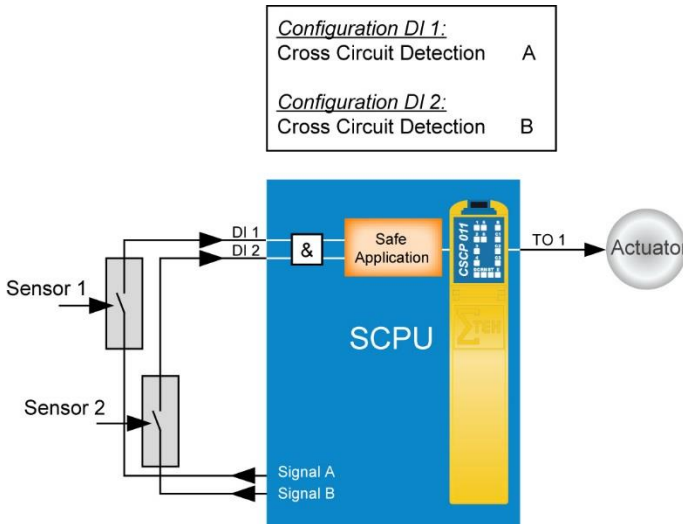 Configuration DI 1:
Cross Circuit Detection A
Configuration DI 2:
Cross Circuit Detection B
DI 1
DI 2
&
Safe
Application
CSCP 011
TO 1
Actuator
Sensor 1
SCPU
Sensor 2
Signal A
Signal B